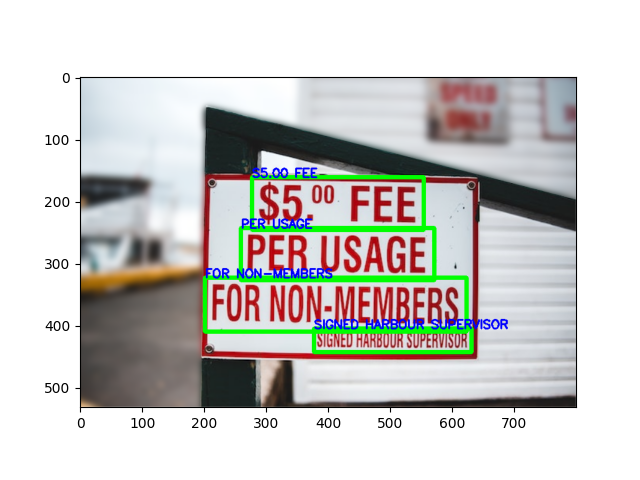 0
100
200
300
400
500
SPEED
ONLY
$5.00 FEE
$5.00 FEE
PER USAGE
PER USAGE
FOR NON-MEMBERS
FOR NON-MEMBERS
SIGNED HARBOUR SUPERVISOR
SIGNED HARBOUR SUPERVISOR
0 100 200 300 400 500 600 700